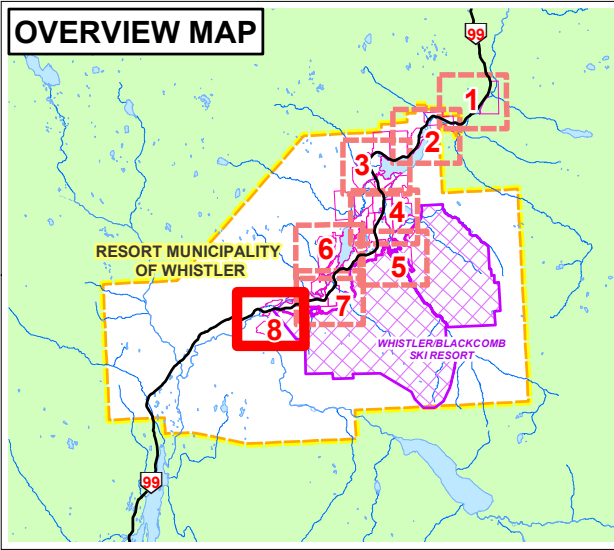 OVERVIEW MAP
99
1
2
3
4
RESORT MUNICIPALITY
OF WHISTLER
6
5
7
8
WHISTLER/BLACKCOMB
SKI RESORT
99